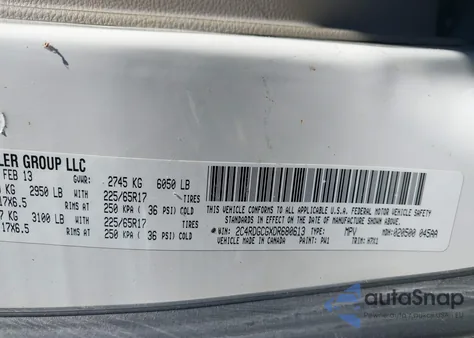 LER GROUP LLC
FEB 13 GVWR: 2745 KG 6050 LB
KG 2950 LB WITH 225/65R17 TIRES
17X6.5 RIMS AT 250 KPA ( 36 PSI) COLD
KG 3100 LB WITH 225/65R17 TIRES
17X6.5 RIMS AT 250 KPA ( 36 PSI) COLD
THIS VEHICLE CONFORMS TO ALL APPLICABLE U.S.A. FEDERAL MOTOR VEHICLE SAFETY
STANDARDS IN EFFECT ON THE DATE OF MANUFACTURE SHOWN ABOVE.
VIN: 2C4RDGCGXDR680613 TYPE: MPV MDH: 020500 045AA
VEHICLE MADE IN CANADA PAINT: PW1 TRIM:
autoSnap